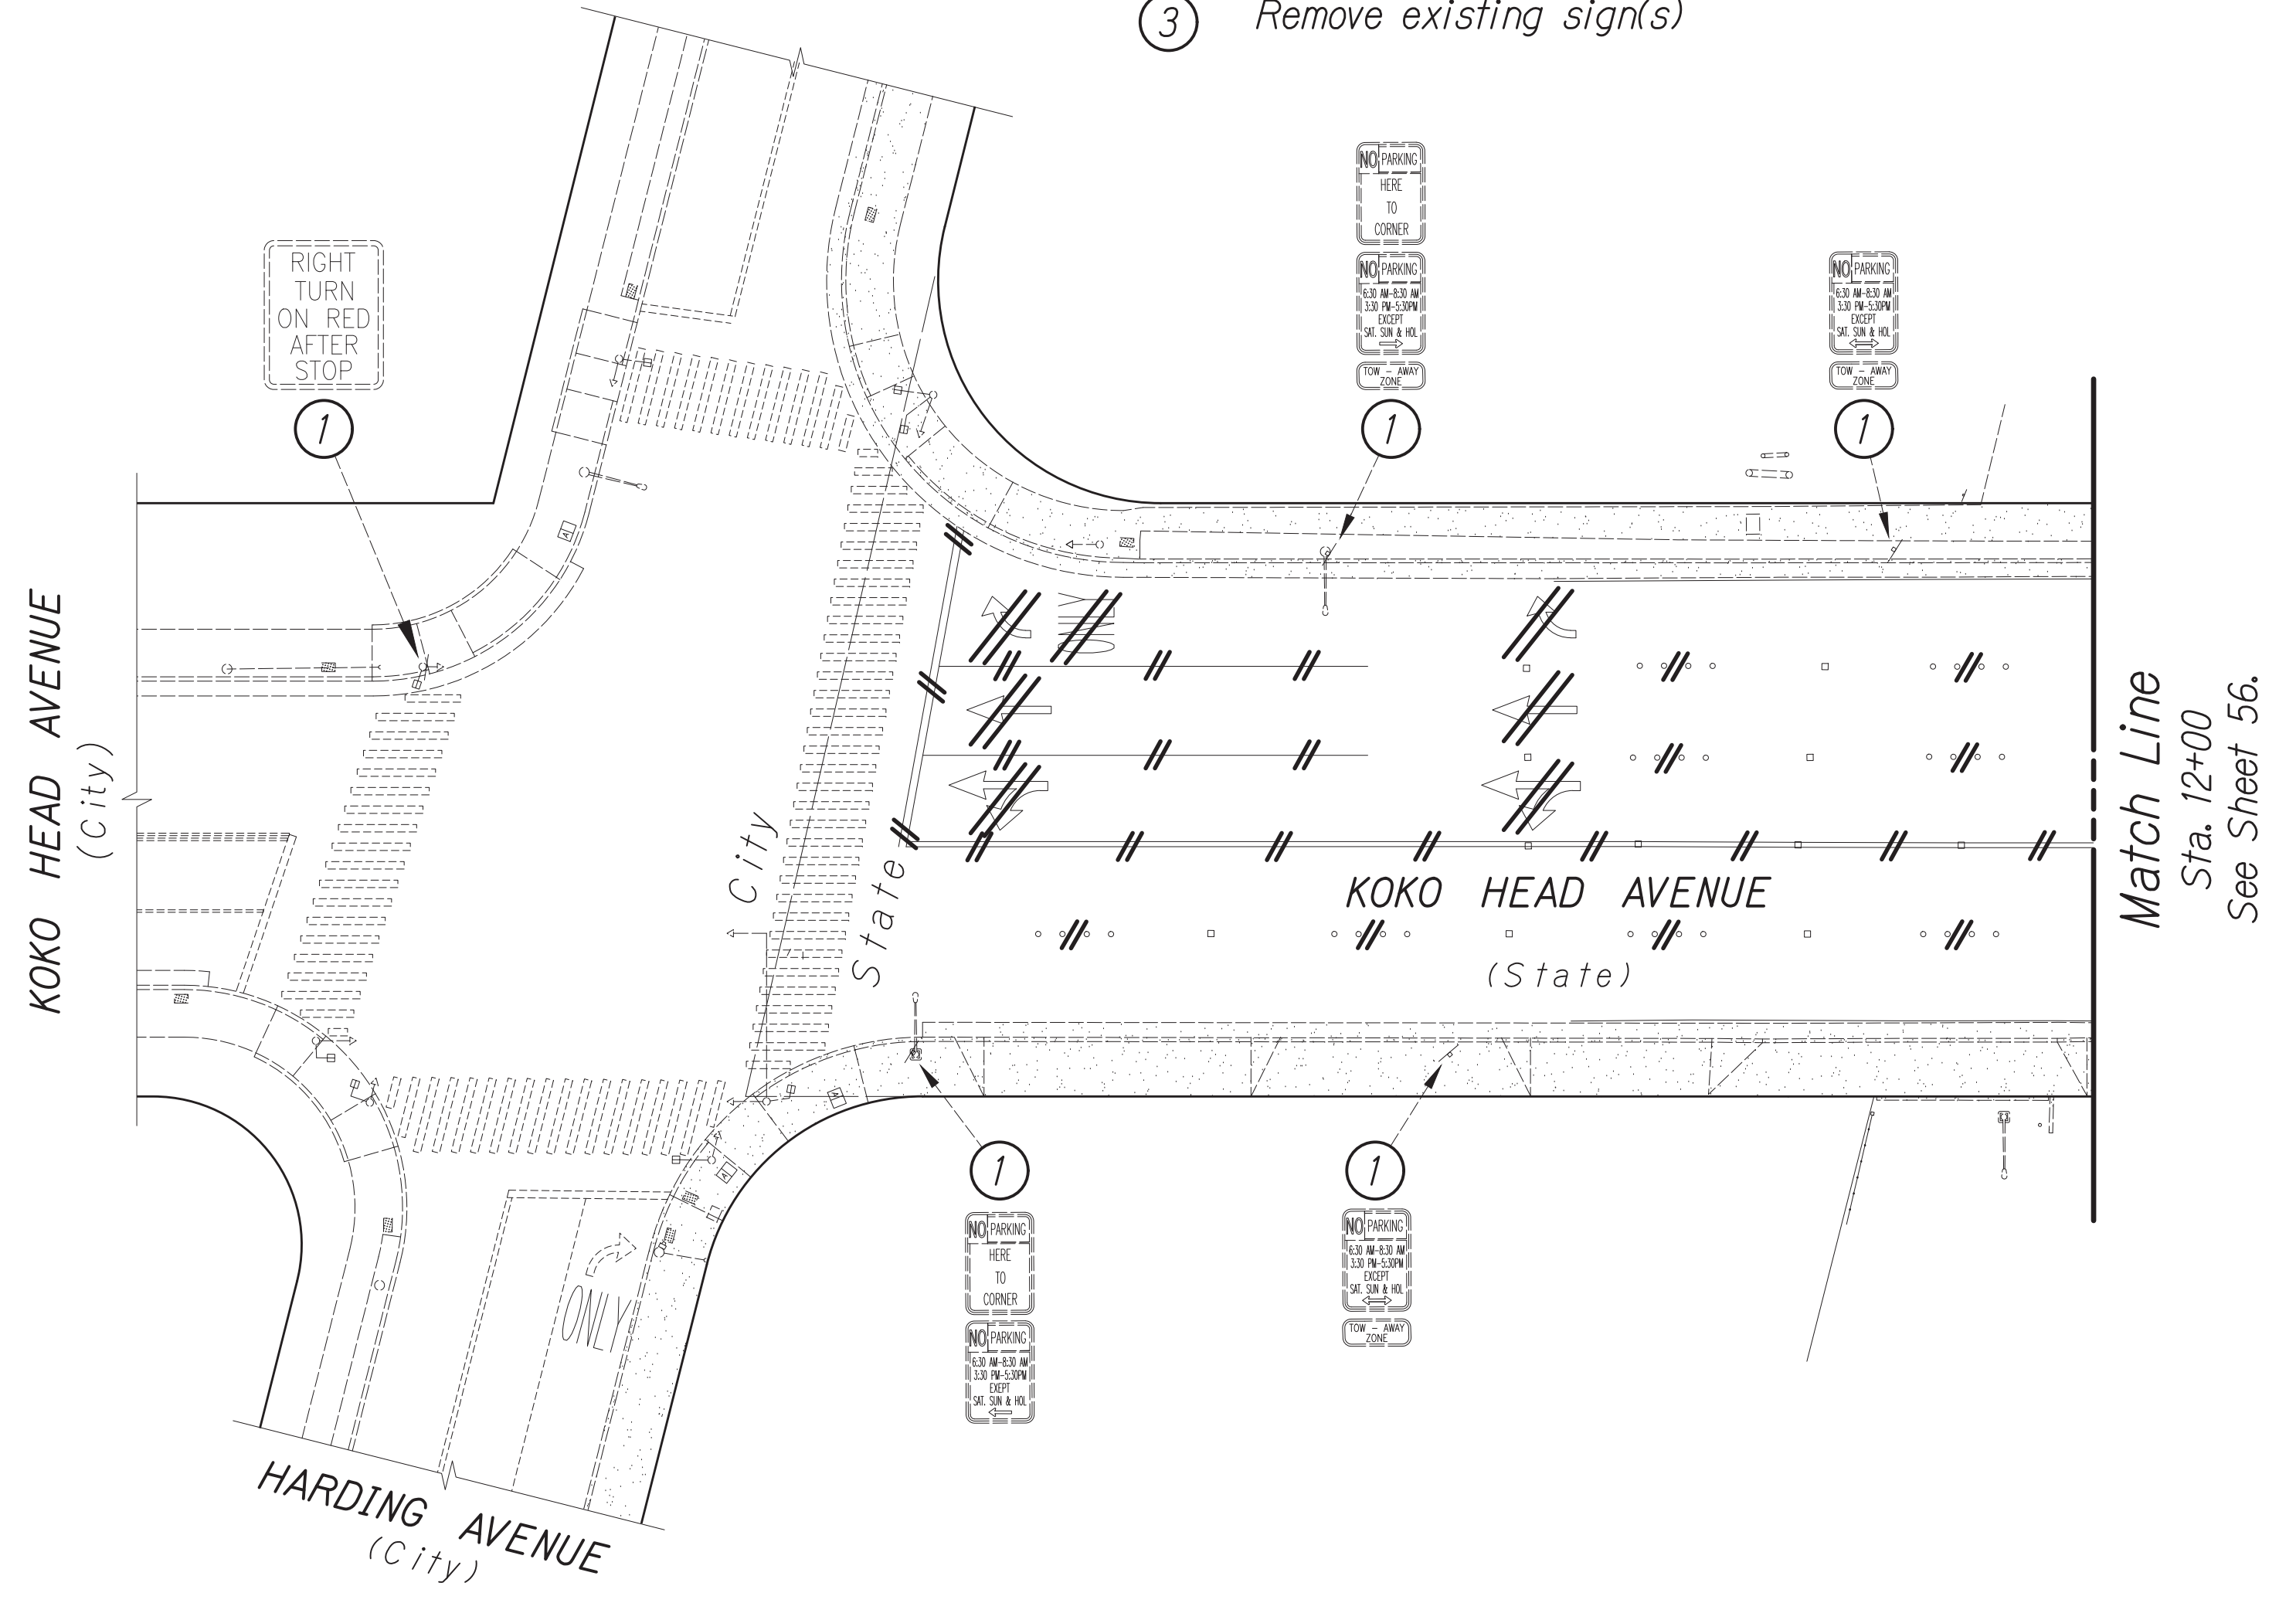 3 Remove existing sign(s)
RIGHT
TURN
ON RED
AFTER
STOP
1
NO PARKING
HERE
TO
CORNER
NO PARKING
6:30 AM-8:30 AM
3:30 PM-5:30PM
EXCEPT
SAT. SUN & HOL
TOW - AWAY
ZONE
1
NO PARKING
6:30 AM-8:30 AM
3:30 PM-5:30PM
EXCEPT
SAT. SUN & HOL
TOW - AWAY
ZONE
1
KOKO HEAD AVENUE
(City)
City
State
KOKO HEAD AVENUE
(State)
Match Line
Sta. 12+00
See Sheet 56.
1
NO PARKING
HERE
TO
CORNER
NO PARKING
6:30 AM-8:30 AM
3:30 PM-5:30PM
EXEPT
SAT. SUN & HOL
1
NO PARKING
6:30 AM-8:30 AM
3:30 PM-5:30PM
EXCEPT
SAT. SUN & HOL
TOW - AWAY
ZONE
ONLY
HARDING AVENUE
(City)